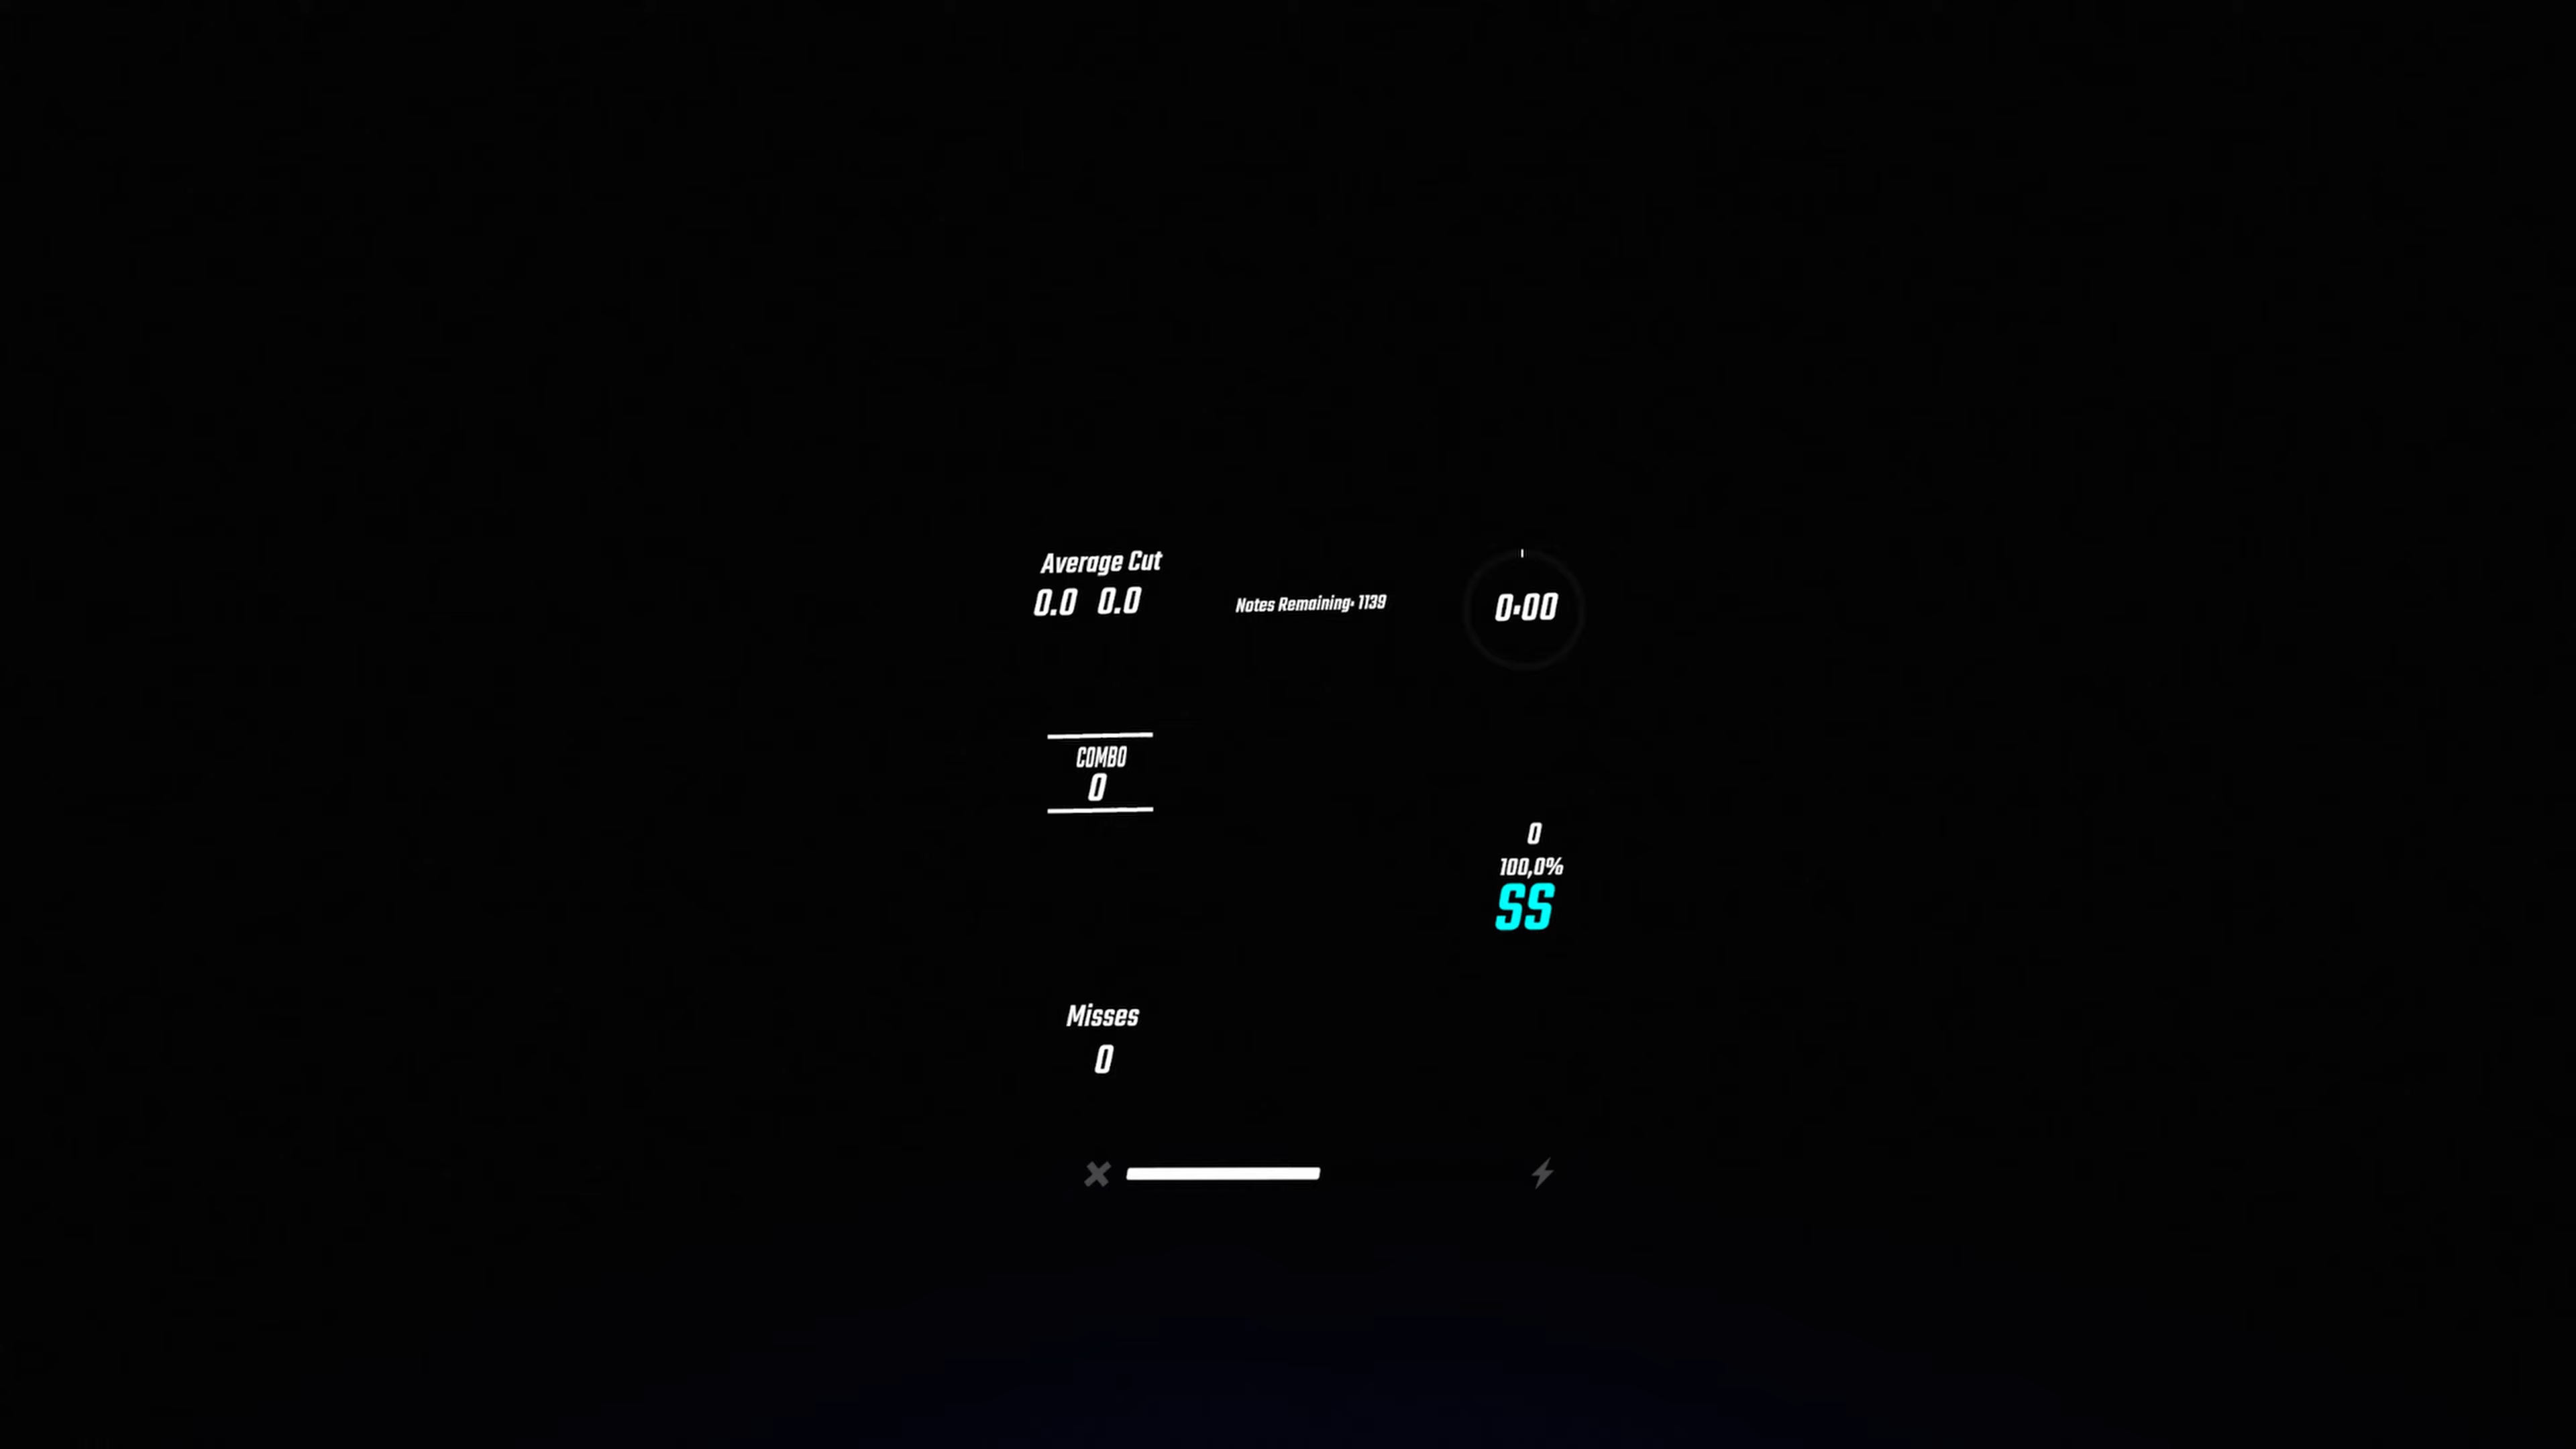 Average Cut
0.0 0.0
Notes Remaining: 1139
0:00
COMBO
0
0
100,0%
SS
Misses
0